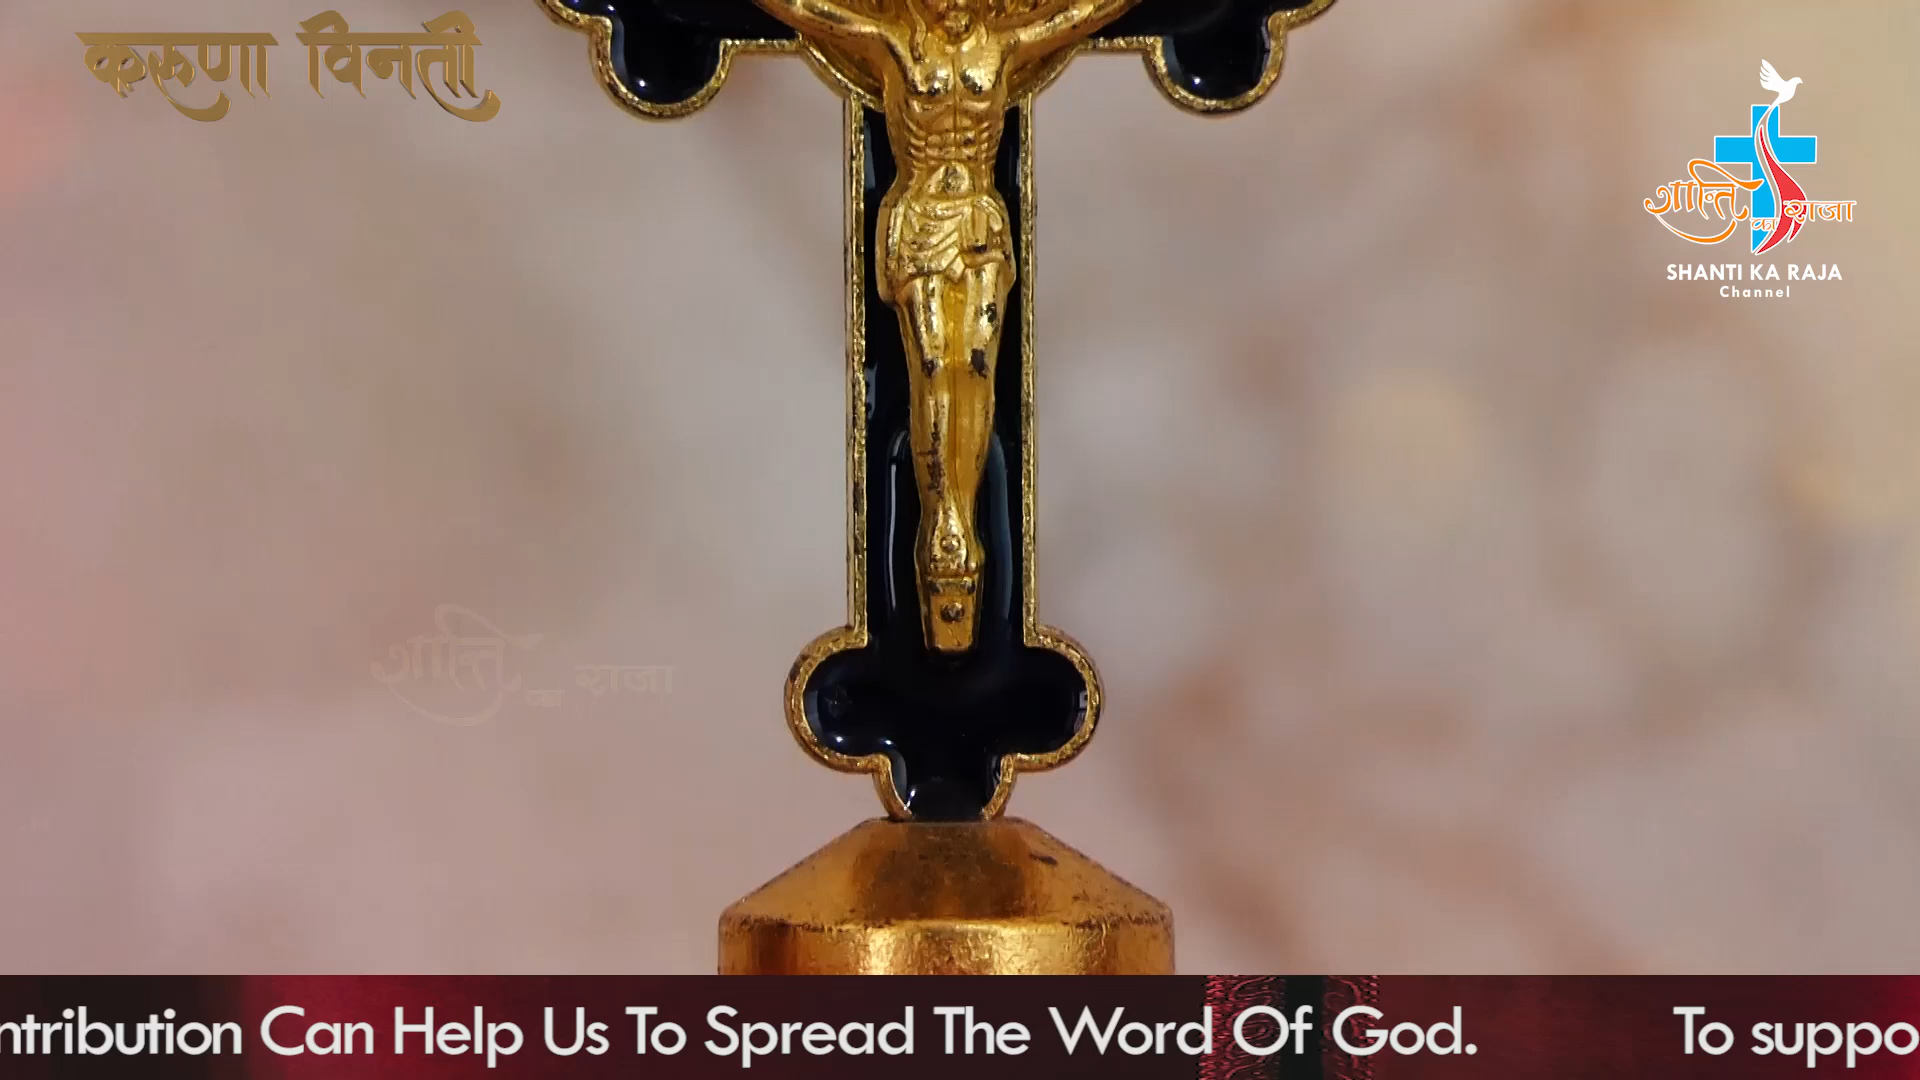 करुणा विनती
शान्ति का राजा
SHANTI KA RAJA
Channel
शान्ति का राजा
ntribution Can Help Us To Spread The Word Of God. To suppo